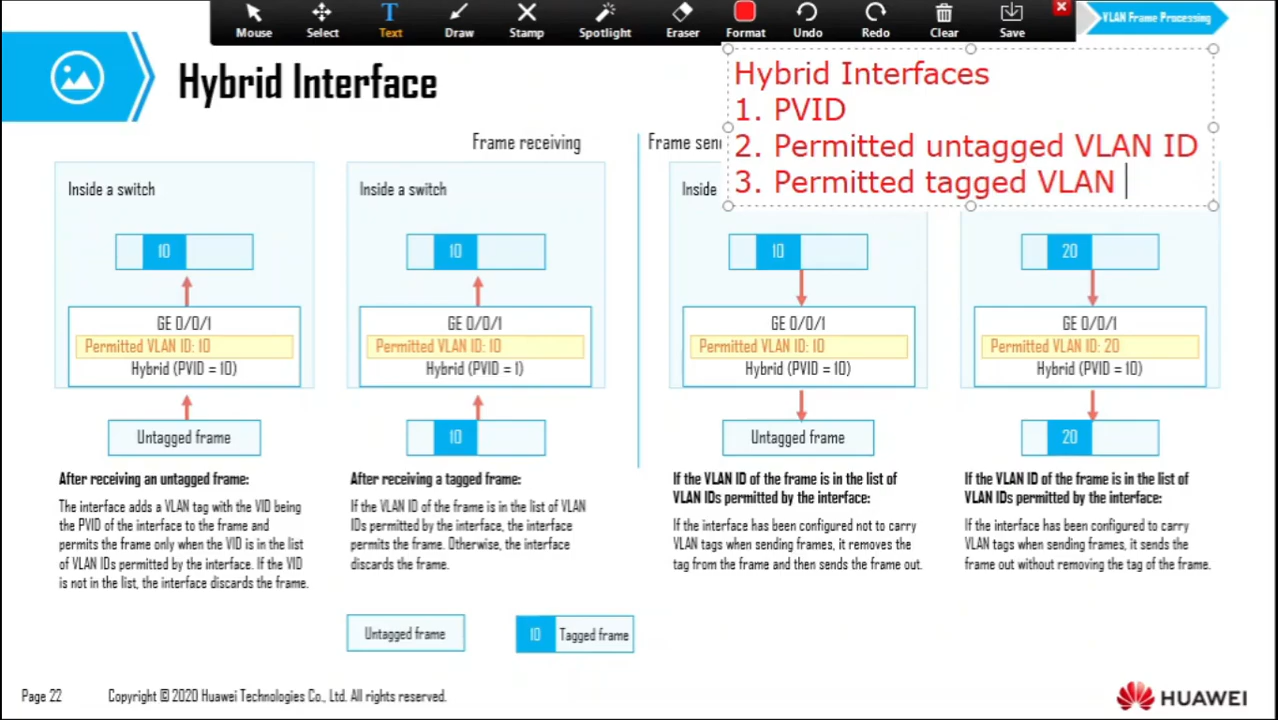 Mouse
Select
Text
Draw
Stamp
Spotlight
Eraser
Format
Undo
Redo
Clear
Save
VLAN Frame Processing
Hybrid Interface
Hybrid Interfaces
1. PVID
2. Permitted untagged VLAN ID
3. Permitted tagged VLAN
Frame receiving
Frame sen
Inside a switch
10
GE 0/0/1
Permitted VLAN ID: 10
Hybrid (PVID = 10)
Untagged frame
After receiving an untagged frame:
The interface adds a VLAN tag with the VID being
the PVID of the interface to the frame and
permits the frame only when the VID is in the list
of VLAN IDs permitted by the interface. If the VID
is not in the list, the interface discards the frame.
Inside a switch
10
GE 0/0/1
Permitted VLAN ID: 10
Hybrid (PVID = 1)
10
After receiving a tagged frame:
If the VLAN ID of the frame is in the list of VLAN
IDs permitted by the interface, the interface
permits the frame. Otherwise, the interface
discards the frame.
Inside
10
GE 0/0/1
Permitted VLAN ID: 10
Hybrid (PVID = 10)
Untagged frame
If the VLAN ID of the frame is in the list of
VLAN IDs permitted by the interface:
If the interface has been configured not to carry
VLAN tags when sending frames, it removes the
tag from the frame and then sends the frame out.
20
GE 0/0/1
Permitted VLAN ID: 20
Hybrid (PVID = 10)
20
If the VLAN ID of the frame is in the list of
VLAN IDs permitted by the interface:
If the interface has been configured to carry
VLAN tags when sending frames, it sends the
frame out without removing the tag of the frame.
Untagged frame
10 Tagged frame
Page 22
Copyright © 2020 Huawei Technologies Co., Ltd. All rights reserved.
HUAWEI